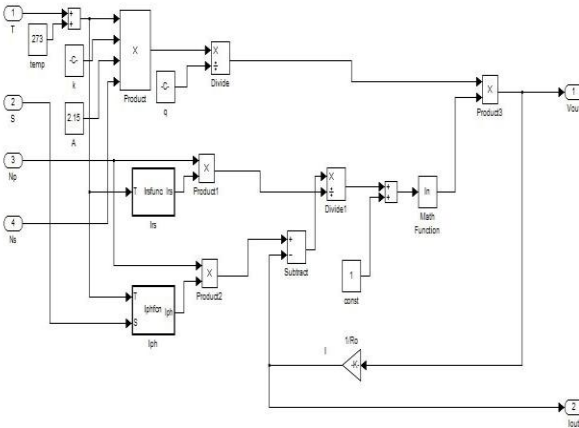 1
T
273
temp
-C-
k
2.15
A
X
Product
-C-
q
X
÷
Divide
X
Product3
1
Vout
2
S
3
Np
4
Ns
T Irsfunc Irs
Irs
X
Product1
X
÷
Divide1
+
+
ln
Math
Function
1
const
+
−
Subtract
X
Product2
T
S
Iphfcn Iph
Iph
1/Ro
-K-
I
2
Iout